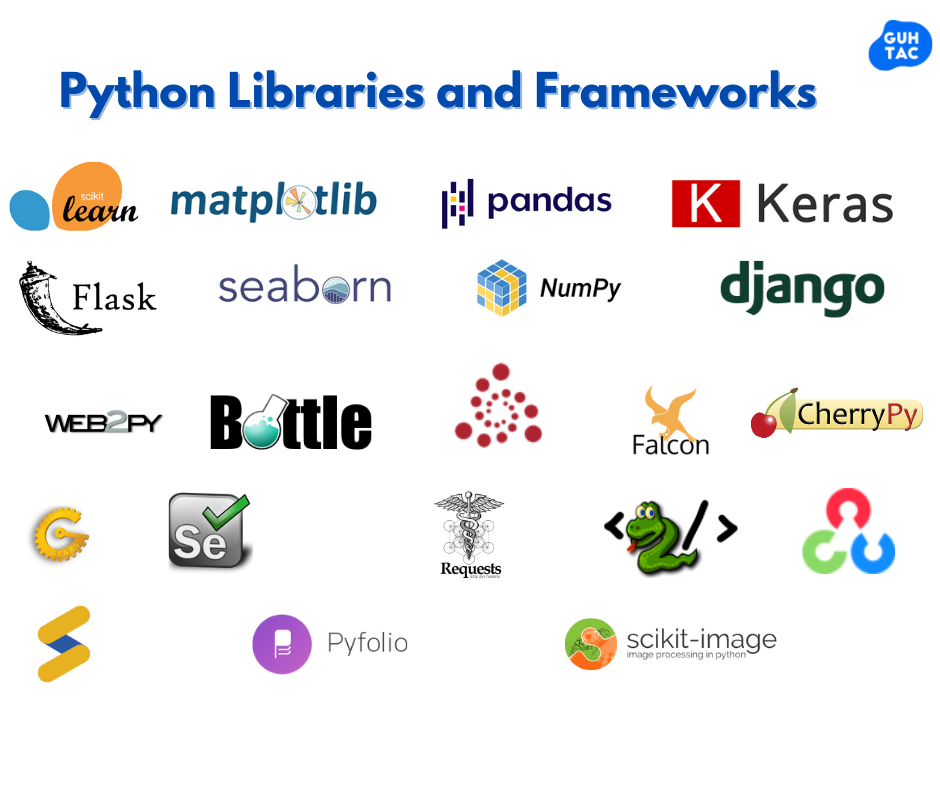 GUH
TAC
Python Libraries and Frameworks
scikit
learn
matplotlib
pandas
K Keras
Flask
seaborn
NumPy
django
WEB2PY
Bottle
Falcon
CherryPy
G
Se
Requests
</>
Pyfolio
scikit-image
image processing in python